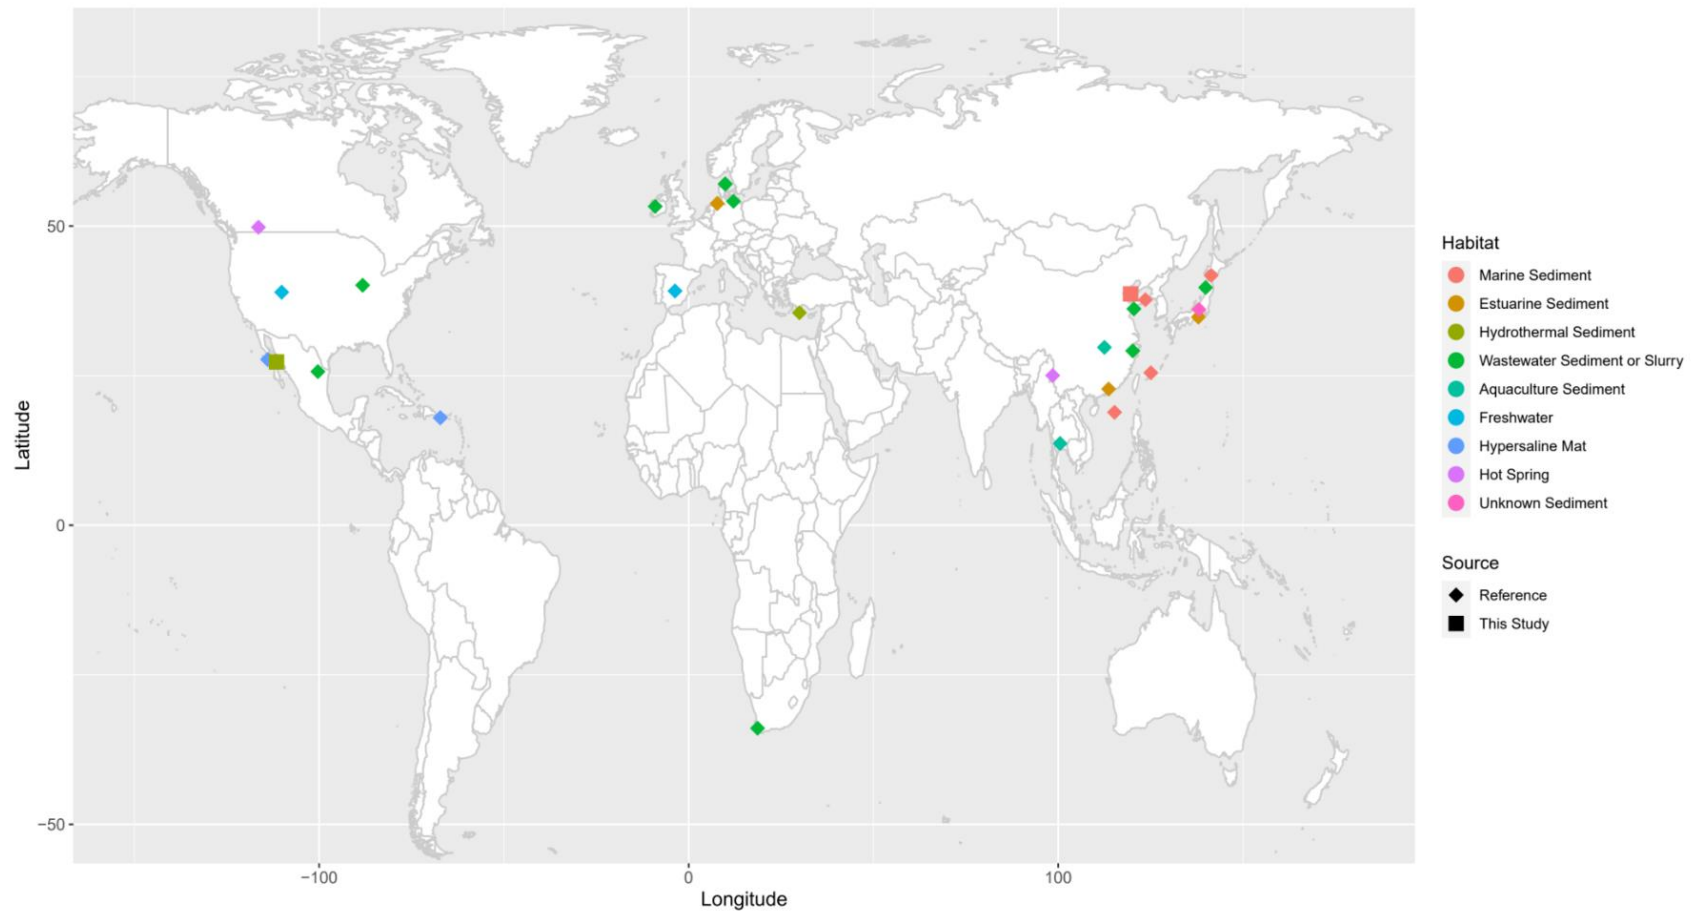 Latitude
50
0
−50
−100
0
100
Longitude
Habitat
Marine Sediment
Estuarine Sediment
Hydrothermal Sediment
Wastewater Sediment or Slurry
Aquaculture Sediment
Freshwater
Hypersaline Mat
Hot Spring
Unknown Sediment
Source
Reference
This Study